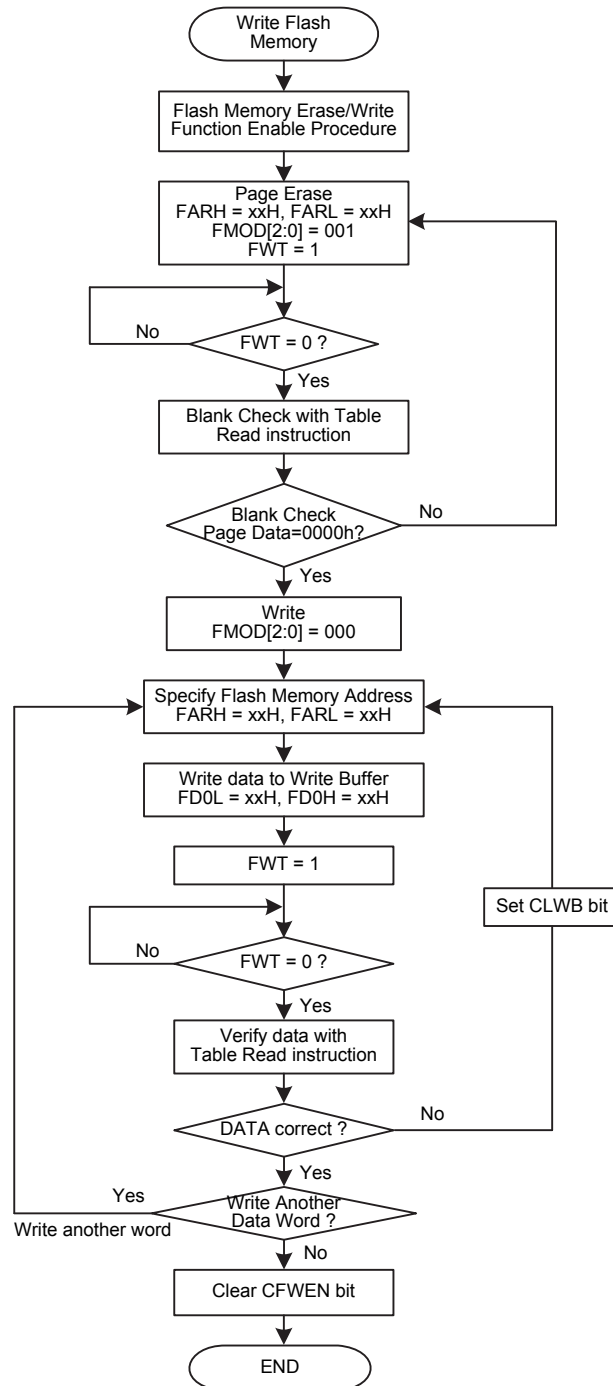 Write Flash
Memory
Flash Memory Erase/Write
Function Enable Procedure
Page Erase
FARH = xxH, FARL = xxH
FMOD[2:0] = 001
FWT = 1
No
FWT = 0 ?
Yes
Blank Check with Table
Read instruction
Blank Check
Page Data=0000h?
No
Yes
Write
FMOD[2:0] = 000
Specify Flash Memory Address
FARH = xxH, FARL = xxH
Write data to Write Buffer
FD0L = xxH, FD0H = xxH
FWT = 1
Set CLWB bit
No
FWT = 0 ?
Yes
Verify data with
Table Read instruction
DATA correct ?
No
Yes
Yes
Write another word
Write Another
Data Word ?
No
Clear CFWEN bit
END